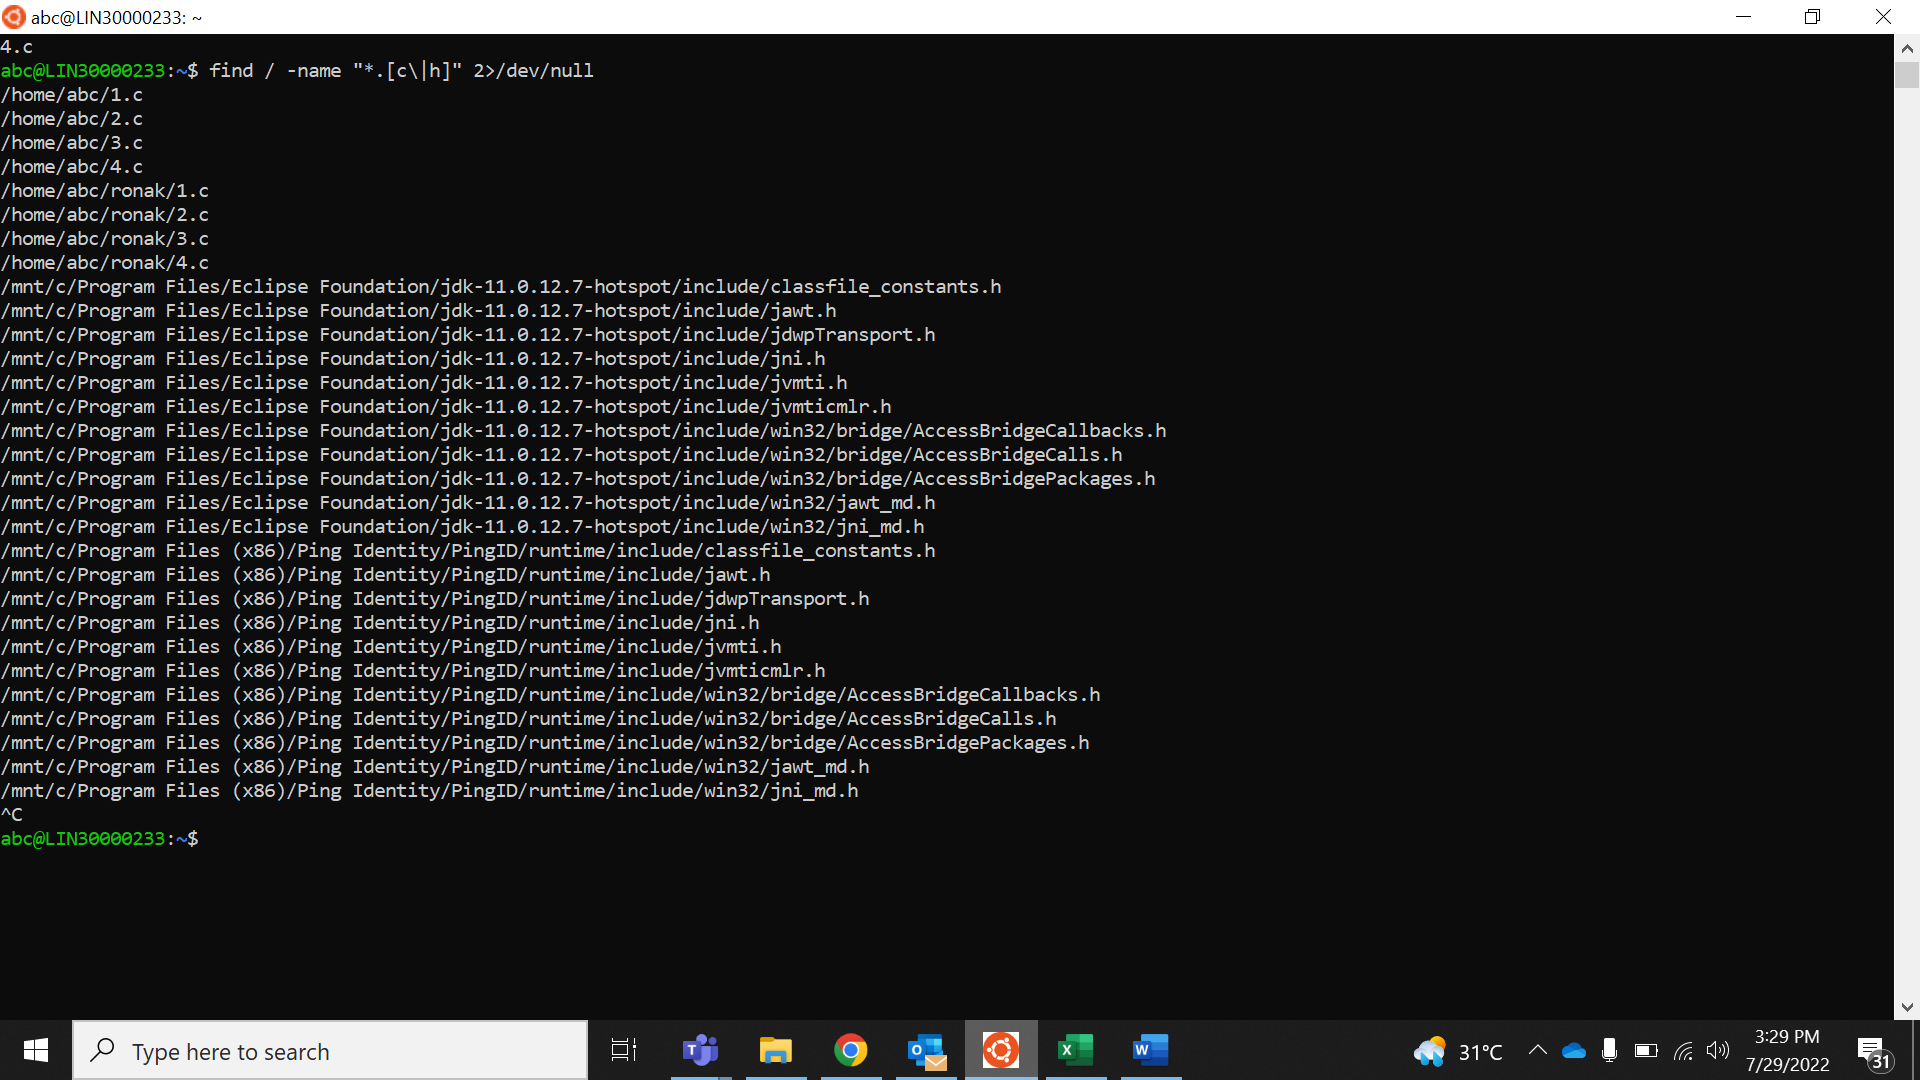 abc@LIN30000233: ~
4.c
abc@LIN30000233:~$ find / -name "*.[c\|h]" 2>/dev/null
/home/abc/1.c
/home/abc/2.c
/home/abc/3.c
/home/abc/4.c
/home/abc/ronak/1.c
/home/abc/ronak/2.c
/home/abc/ronak/3.c
/home/abc/ronak/4.c
/mnt/c/Program Files/Eclipse Foundation/jdk-11.0.12.7-hotspot/include/classfile_constants.h
/mnt/c/Program Files/Eclipse Foundation/jdk-11.0.12.7-hotspot/include/jawt.h
/mnt/c/Program Files/Eclipse Foundation/jdk-11.0.12.7-hotspot/include/jdwpTransport.h
/mnt/c/Program Files/Eclipse Foundation/jdk-11.0.12.7-hotspot/include/jni.h
/mnt/c/Program Files/Eclipse Foundation/jdk-11.0.12.7-hotspot/include/jvmti.h
/mnt/c/Program Files/Eclipse Foundation/jdk-11.0.12.7-hotspot/include/jvmticmlr.h
/mnt/c/Program Files/Eclipse Foundation/jdk-11.0.12.7-hotspot/include/win32/bridge/AccessBridgeCallbacks.h
/mnt/c/Program Files/Eclipse Foundation/jdk-11.0.12.7-hotspot/include/win32/bridge/AccessBridgeCalls.h
/mnt/c/Program Files/Eclipse Foundation/jdk-11.0.12.7-hotspot/include/win32/bridge/AccessBridgePackages.h
/mnt/c/Program Files/Eclipse Foundation/jdk-11.0.12.7-hotspot/include/win32/jawt_md.h
/mnt/c/Program Files/Eclipse Foundation/jdk-11.0.12.7-hotspot/include/win32/jni_md.h
/mnt/c/Program Files (x86)/Ping Identity/PingID/runtime/include/classfile_constants.h
/mnt/c/Program Files (x86)/Ping Identity/PingID/runtime/include/jawt.h
/mnt/c/Program Files (x86)/Ping Identity/PingID/runtime/include/jdwpTransport.h
/mnt/c/Program Files (x86)/Ping Identity/PingID/runtime/include/jni.h
/mnt/c/Program Files (x86)/Ping Identity/PingID/runtime/include/jvmti.h
/mnt/c/Program Files (x86)/Ping Identity/PingID/runtime/include/jvmticmlr.h
/mnt/c/Program Files (x86)/Ping Identity/PingID/runtime/include/win32/bridge/AccessBridgeCallbacks.h
/mnt/c/Program Files (x86)/Ping Identity/PingID/runtime/include/win32/bridge/AccessBridgeCalls.h
/mnt/c/Program Files (x86)/Ping Identity/PingID/runtime/include/win32/bridge/AccessBridgePackages.h
/mnt/c/Program Files (x86)/Ping Identity/PingID/runtime/include/win32/jawt_md.h
/mnt/c/Program Files (x86)/Ping Identity/PingID/runtime/include/win32/jni_md.h
^C
abc@LIN30000233:~$
Type here to search
31°C
3:29 PM
7/29/2022
31